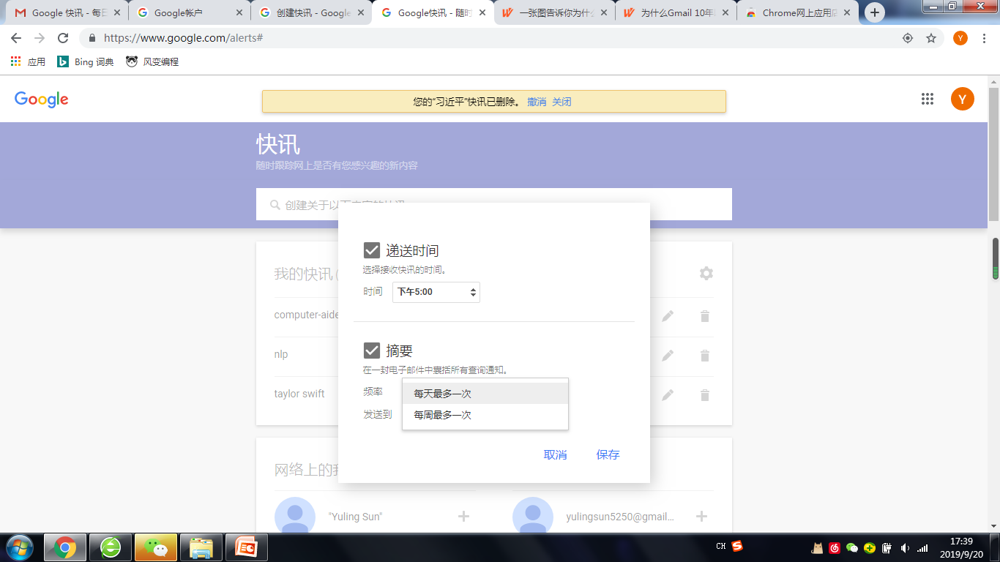 Google 快讯 - 每日
Google帐户
创建快讯 - Google
Google快讯 - 随时
一张图告诉你为什么
为什么Gmail 10年
Chrome网上应用店
https://www.google.com/alerts#
Y
应用
Bing 词典
风变编程
Google
您的“习近平”快讯已删除。 撤消 关闭
Y
快讯
随时跟踪网上是否有您感兴趣的新内容
创建关于以下内容的快讯
递送时间
选择接收快讯的时间。
我的快讯 (
时间 下午5:00
computer-aide
摘要
nlp
在一封电子邮件中囊括所有查询通知。
频率
每天最多一次
taylor swift
发送到
每周最多一次
取消 保存
网络上的我
"Yuling Sun"
yulingsun5250@gmail...
CH
17:39
2019/9/20